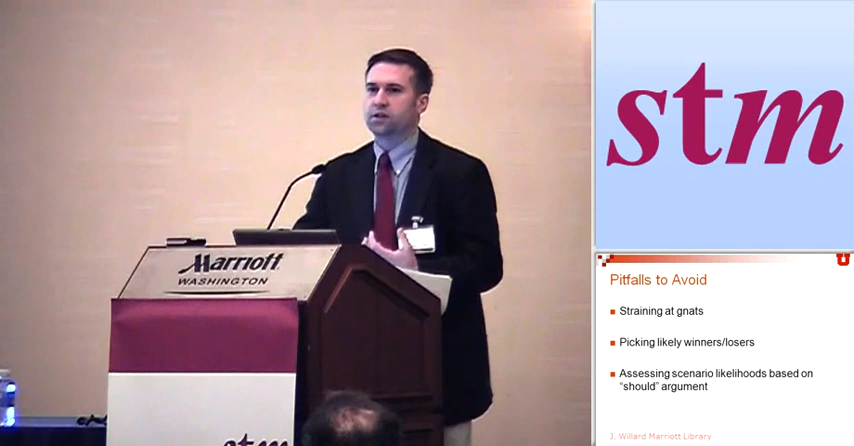 Marriott
WASHINGTON
stm
stm
Pitfalls to Avoid
Straining at gnats
Picking likely winners/losers
Assessing scenario likelihoods based on
“should” argument
J. Willard Marriott Library